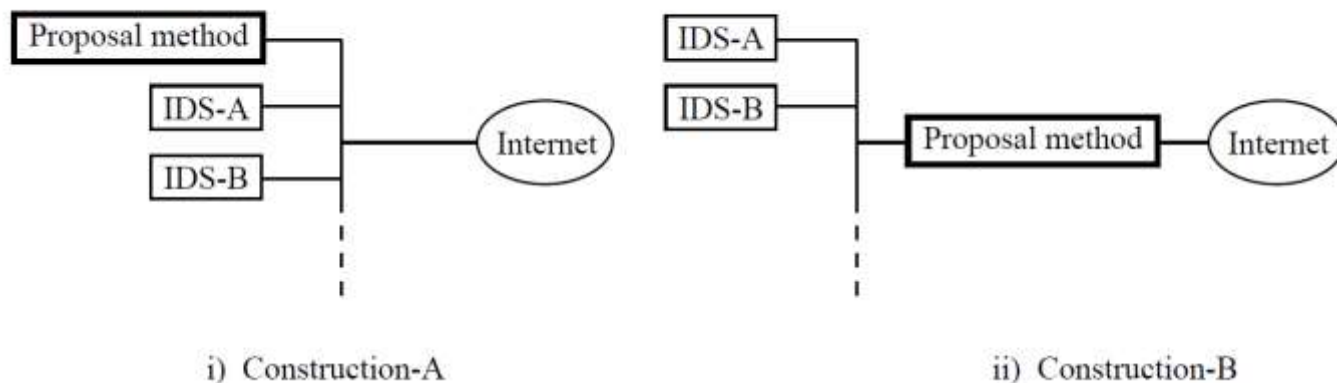 Proposal method
IDS-A
IDS-B
Internet
i) Construction-A
IDS-A
IDS-B
Proposal method
Internet
ii) Construction-B